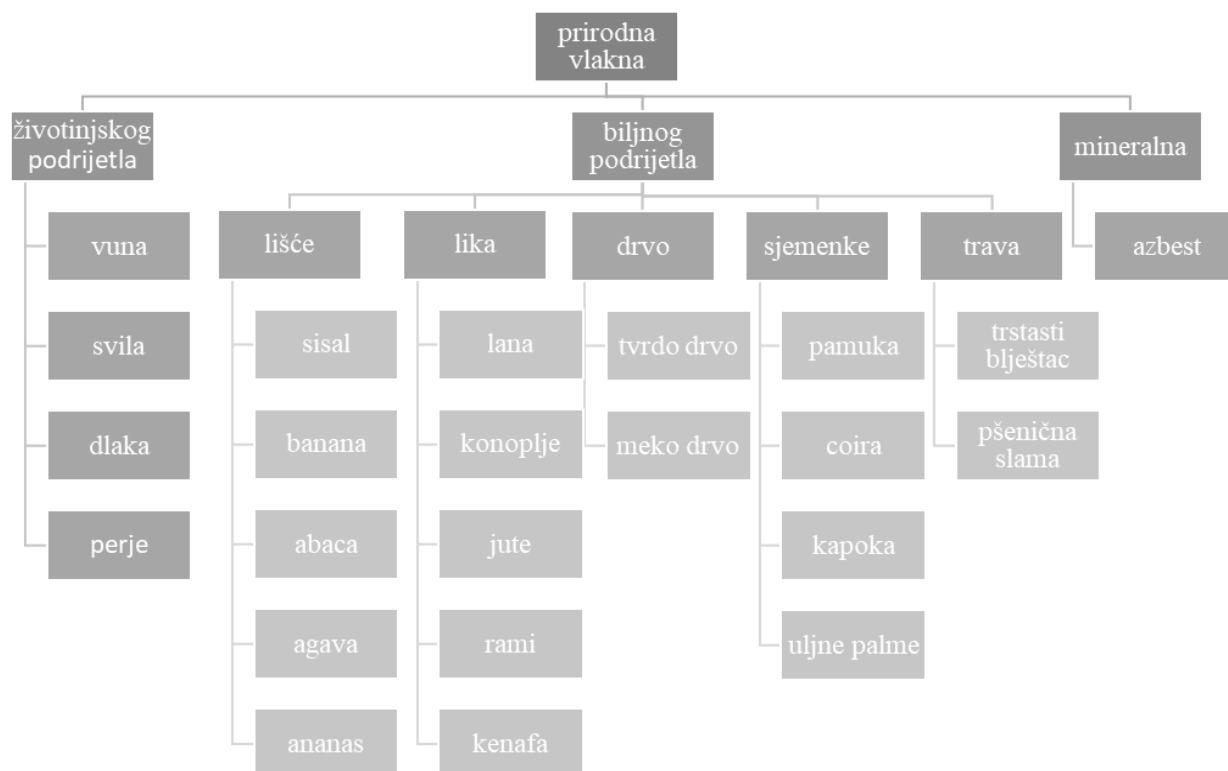 prirodna
vlakna
životinjskog
podrijetla
biljnog
podrijetla
mineralna
vuna
lišće
lika
drvo
sjemenke
trava
azbest
svila
sisal
lana
tvrdo drvo
pamuka
trstasti
blještac
dlaka
banana
konoplje
meko drvo
coira
pšenična
slama
perje
abaca
jute
kapoka
agava
rami
uljne palme
ananas
kenafa